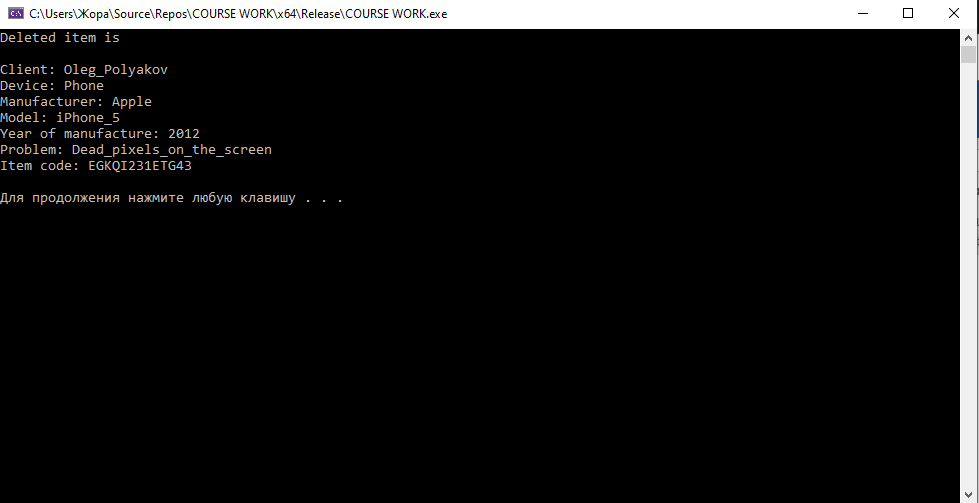 C:\Users\Жора\Source\Repos\COURSE WORK\x64\Release\COURSE WORK.exe
Deleted item is
Client: Oleg_Polyakov
Device: Phone
Manufacturer: Apple
Model: iPhone_5
Year of manufacture: 2012
Problem: Dead_pixels_on_the_screen
Item code: EGKQI231ETG43
Для продолжения нажмите любую клавишу . . .